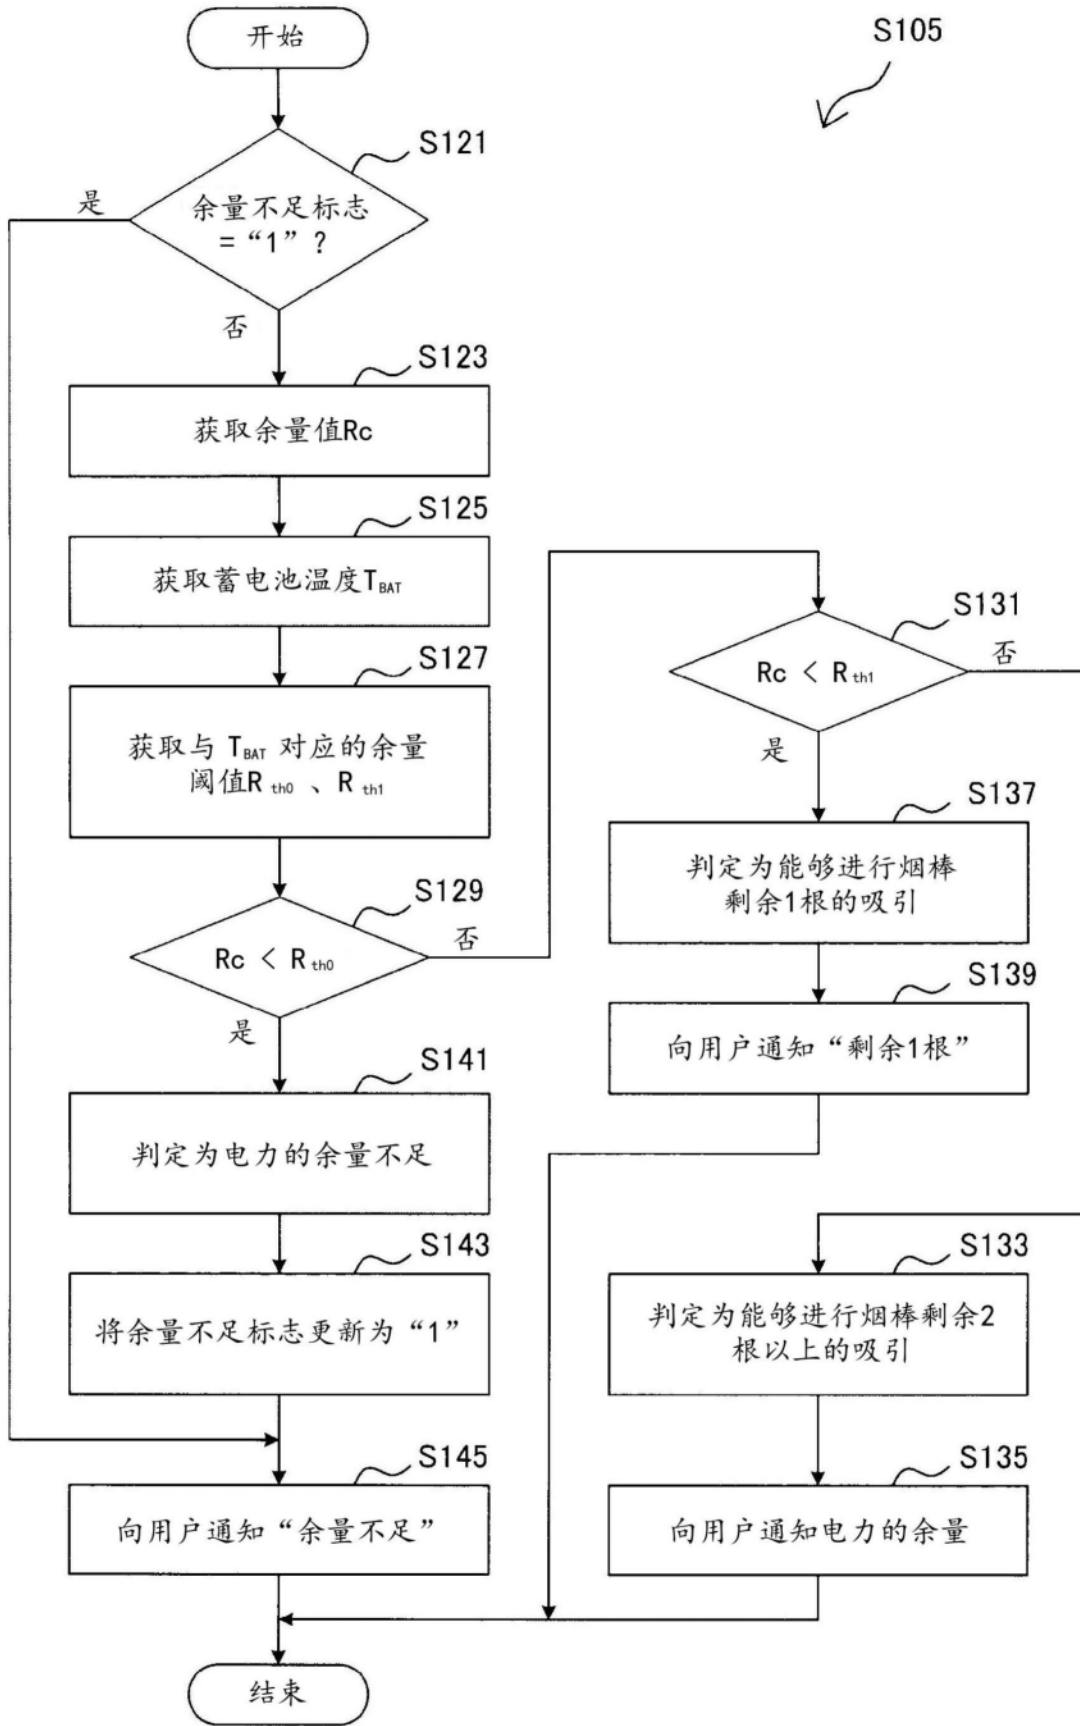 开始
S105
S121
是
余量不足标志
=“1”?
否
S123
获取余量值Rc
S125
获取蓄电池温度T_BAT
S127
获取与 T_BAT 对应的余量
阈值R_th0 、R_th1
S129
Rc < R_th0
否
是
S131
Rc < R_th1
否
是
S137
判定为能够进行烟棒
剩余1根的吸引
S139
向用户通知“剩余1根”
S141
判定为电力的余量不足
S143
将余量不足标志更新为“1”
S145
向用户通知“余量不足”
S133
判定为能够进行烟棒剩余2
根以上的吸引
S135
向用户通知电力的余量
结束